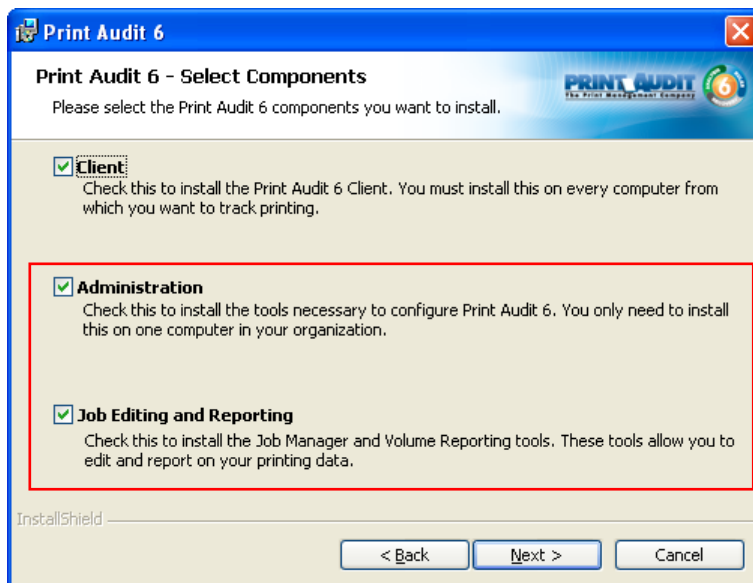 Print Audit 6
Print Audit 6 - Select Components
Please select the Print Audit 6 components you want to install.
PRINT AUDIT 6
The Print Management Company
Client
Check this to install the Print Audit 6 Client. You must install this on every computer from
which you want to track printing.
Administration
Check this to install the tools necessary to configure Print Audit 6. You only need to install
this on one computer in your organization.
Job Editing and Reporting
Check this to install the Job Manager and Volume Reporting tools. These tools allow you to
edit and report on your printing data.
InstallShield
< Back
Next >
Cancel